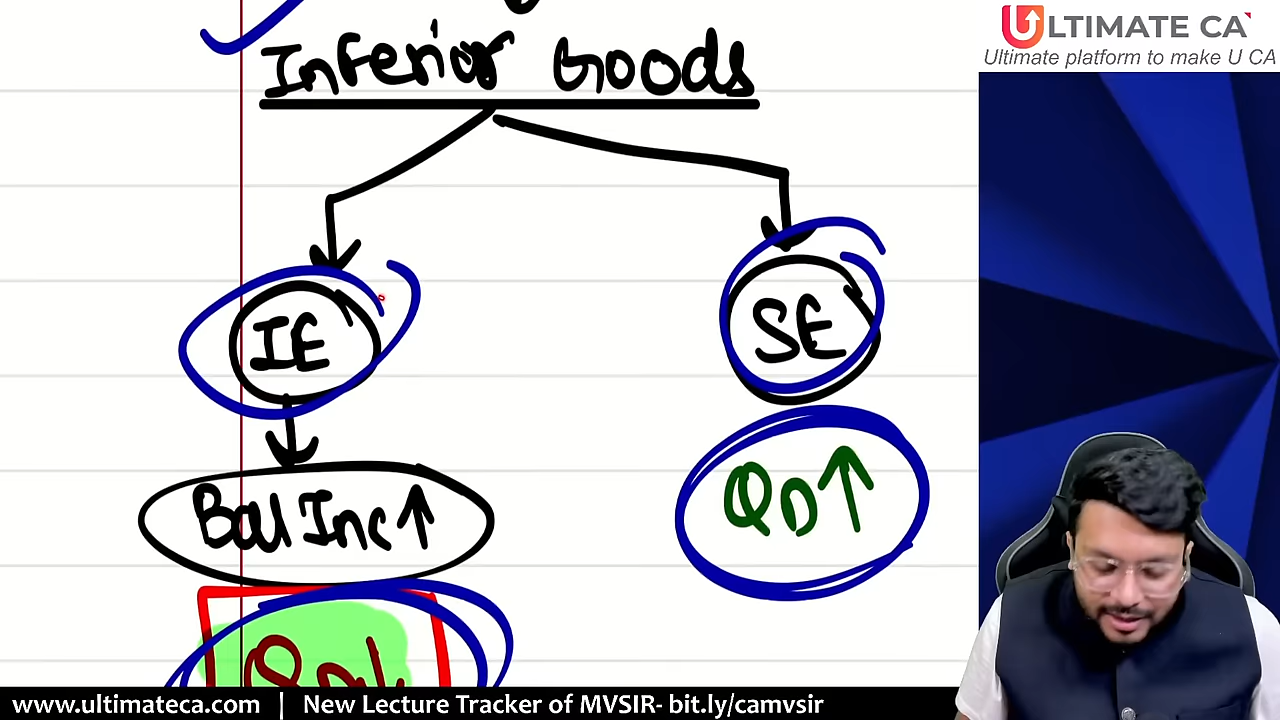 ULTIMATE CA
Ultimate platform to make U CA
Inferior Goods
IE
SE
Bal Inc ↑
QD ↑
www.ultimateca.com | New Lecture Tracker of MVSIR- bit.ly/camvsir